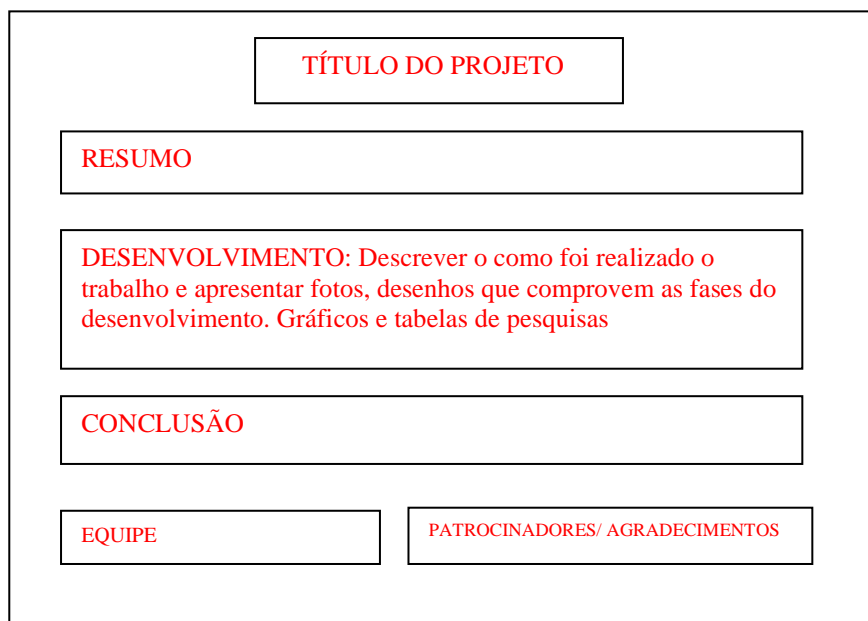 TÍTULO DO PROJETO
RESUMO
DESENVOLVIMENTO: Descrever o como foi realizado o
trabalho e apresentar fotos, desenhos que comprovem as fases do
desenvolvimento. Gráficos e tabelas de pesquisas
CONCLUSÃO
EQUIPE
PATROCINADORES/ AGRADECIMENTOS